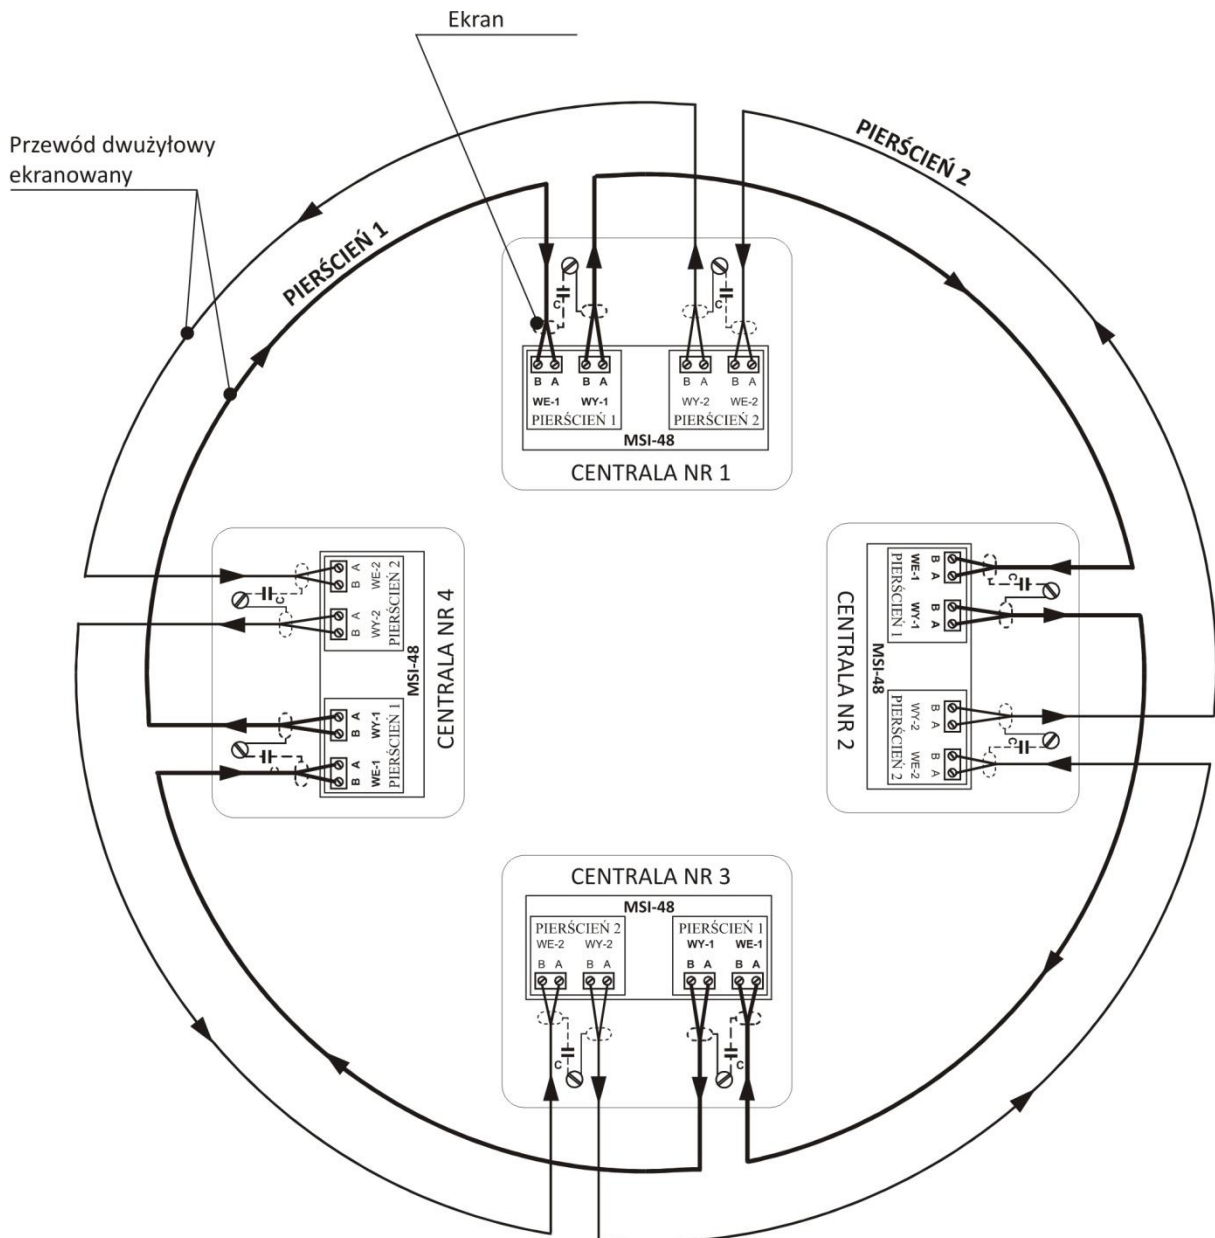 Ekran
Przewód dwużyłowy
ekranowany
PIERŚCIEŃ 1
PIERŚCIEŃ 2
C
C
B A
B A
B A
B A
WE-1
WY-1
WY-2
WE-2
PIERŚCIEŃ 1
PIERŚCIEŃ 2
MSI-48
CENTRALA NR 1
C
A
B
WE-2
A
B
WY-2
PIERŚCIEŃ 2
MSI-48
CENTRALA NR 4
A
B
WY-1
A
B
WE-1
PIERŚCIEŃ 1
C
CENTRALA NR 2
MSI-48
PIERŚCIEŃ 1
WE-1
B
A
WY-1
B
A
C
PIERŚCIEŃ 2
WY-2
B
A
WE-2
B
A
C
CENTRALA NR 3
MSI-48
PIERŚCIEŃ 2
PIERŚCIEŃ 1
WE-2
WY-2
WY-1
WE-1
B A
B A
B A
B A
C
C